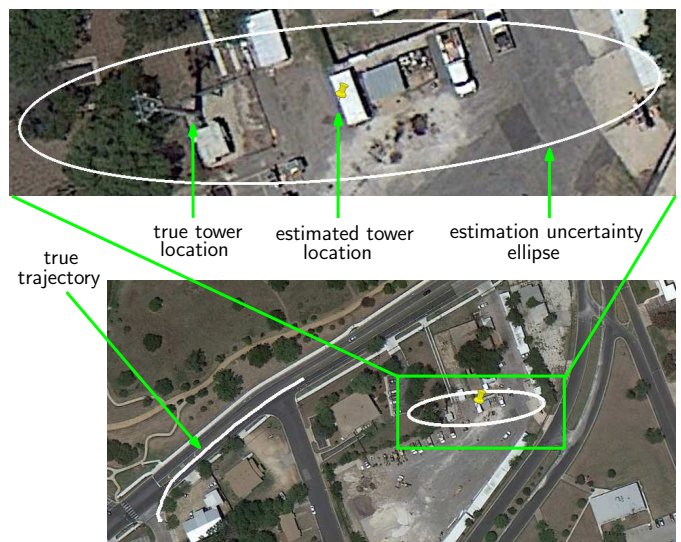 true tower
location
estimated tower
location
estimation uncertainty
ellipse
true
trajectory